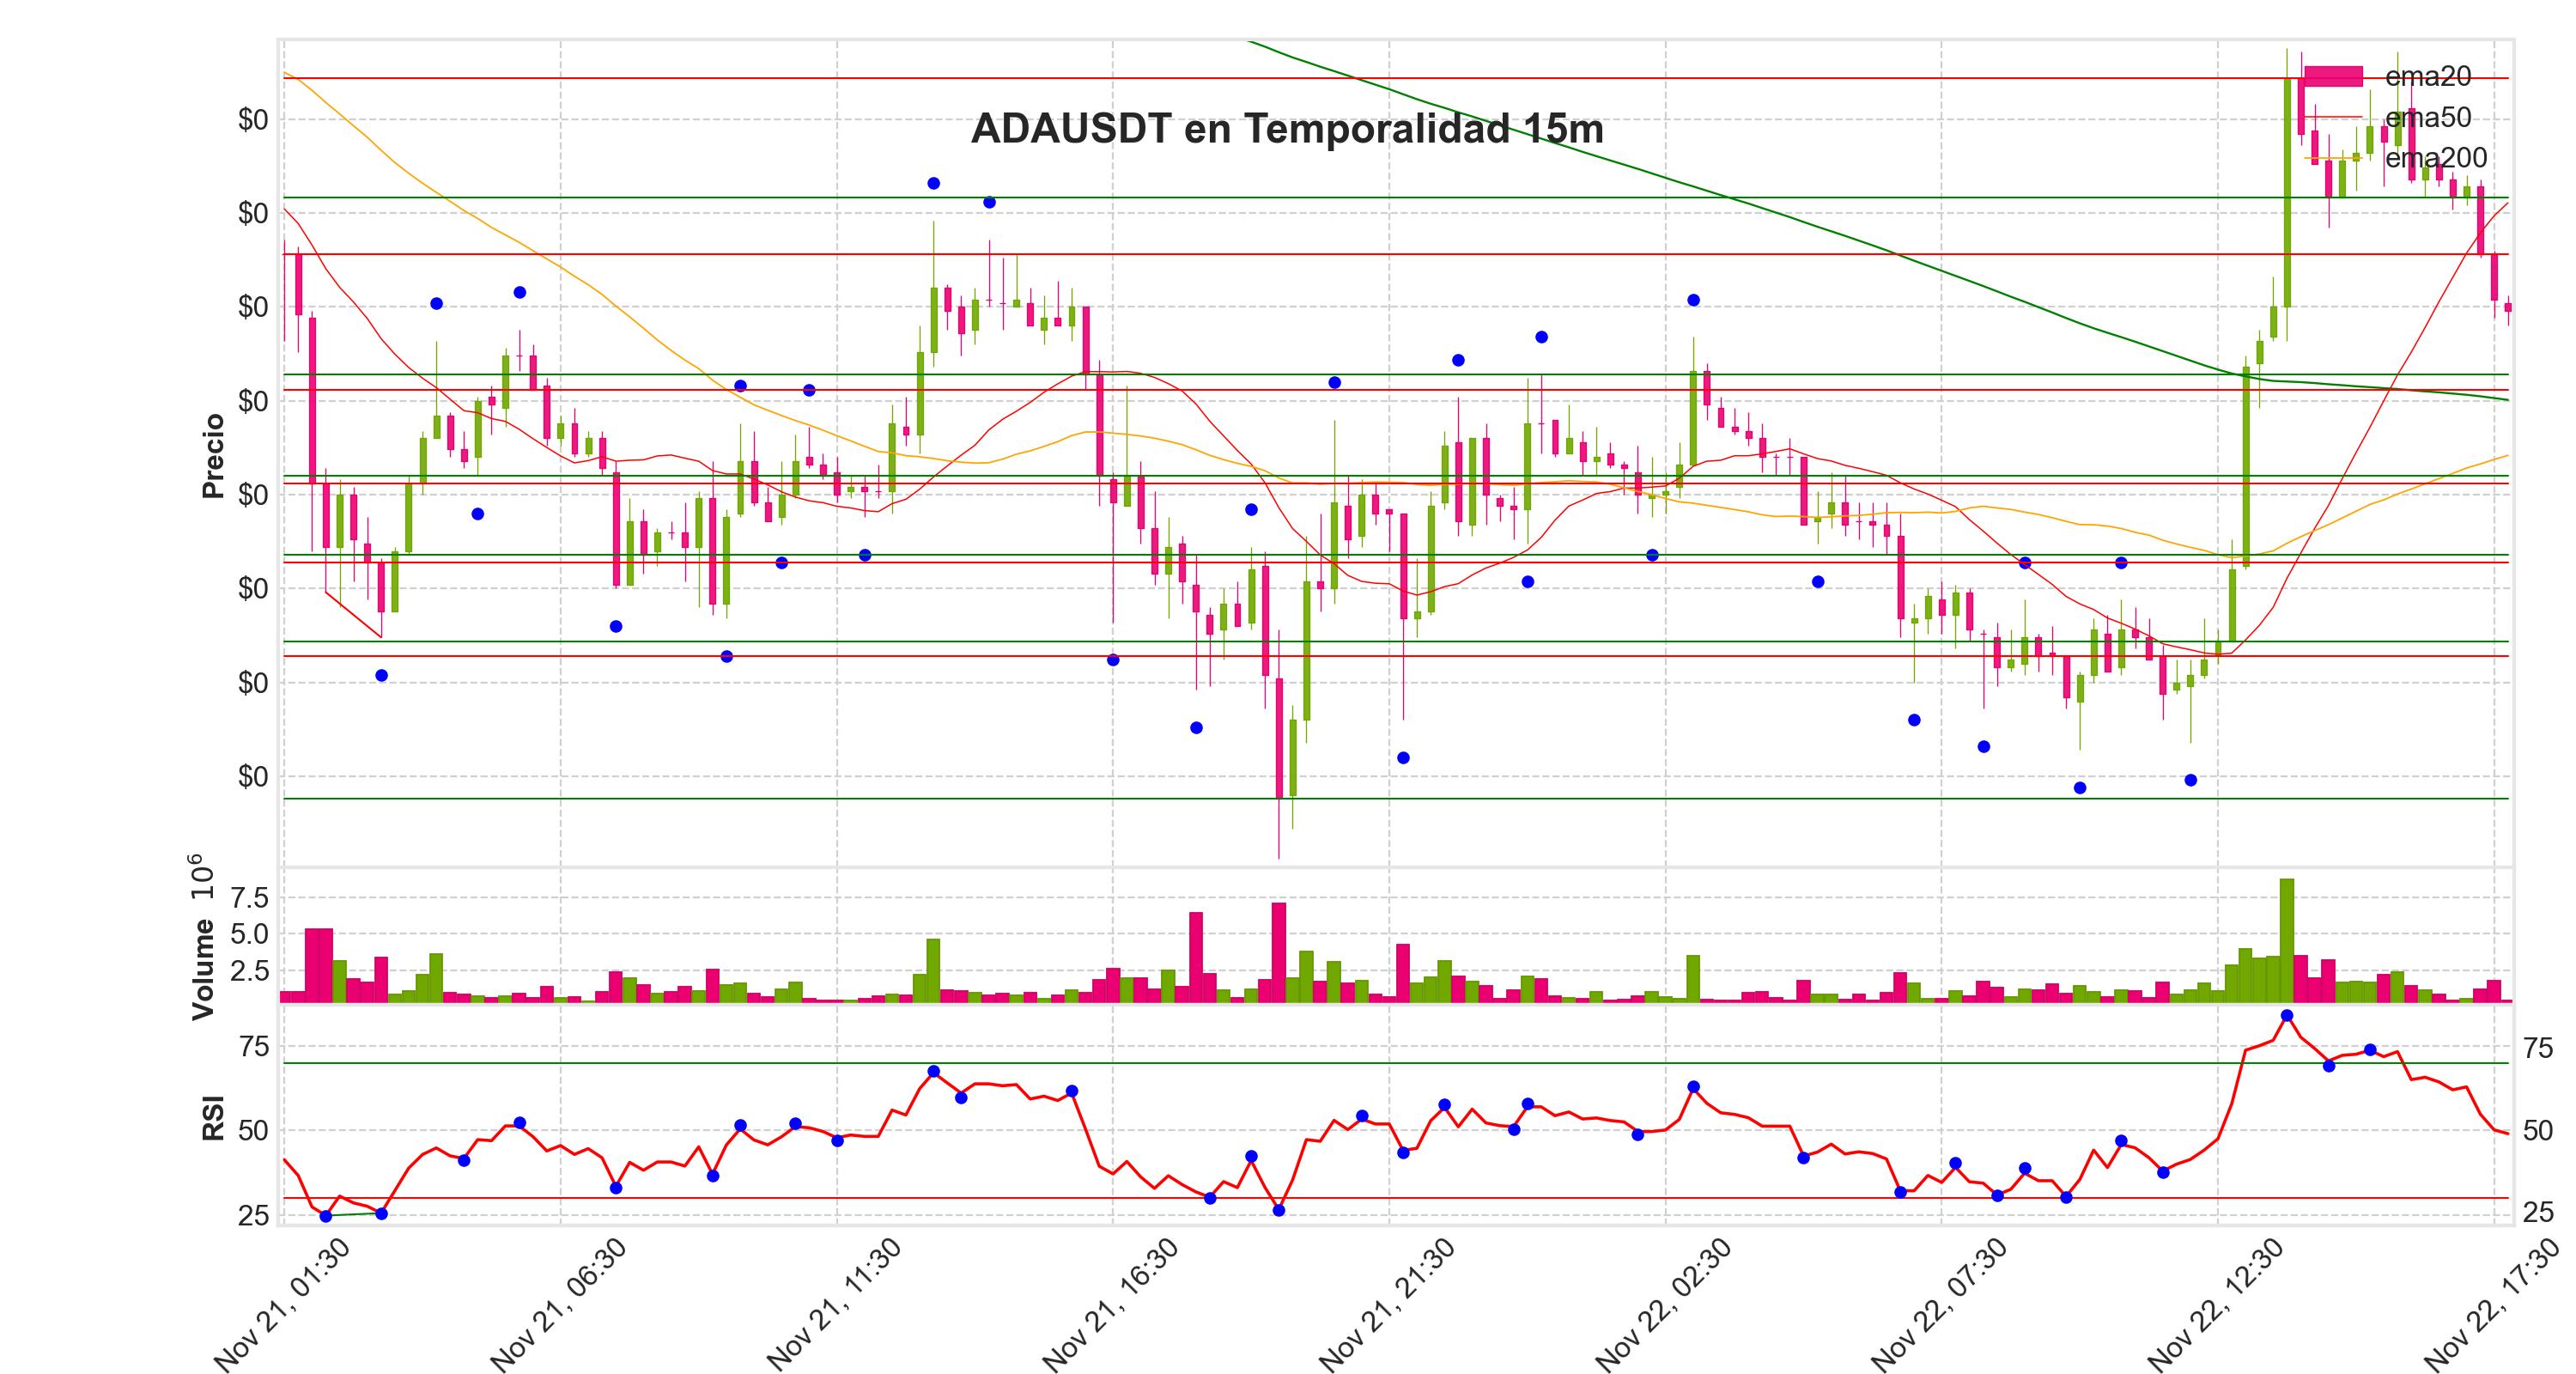 ADAUSDT en Temporalidad 15m
ema20
ema50
ema200
Precio
$0
$0
$0
$0
$0
$0
$0
$0
Volume 10⁶
7.5
5.0
2.5
RSI
75
50
25
75
50
25
Nov 21, 01:30
Nov 21, 06:30
Nov 21, 11:30
Nov 21, 16:30
Nov 21, 21:30
Nov 22, 02:30
Nov 22, 07:30
Nov 22, 12:30
Nov 22, 17:30